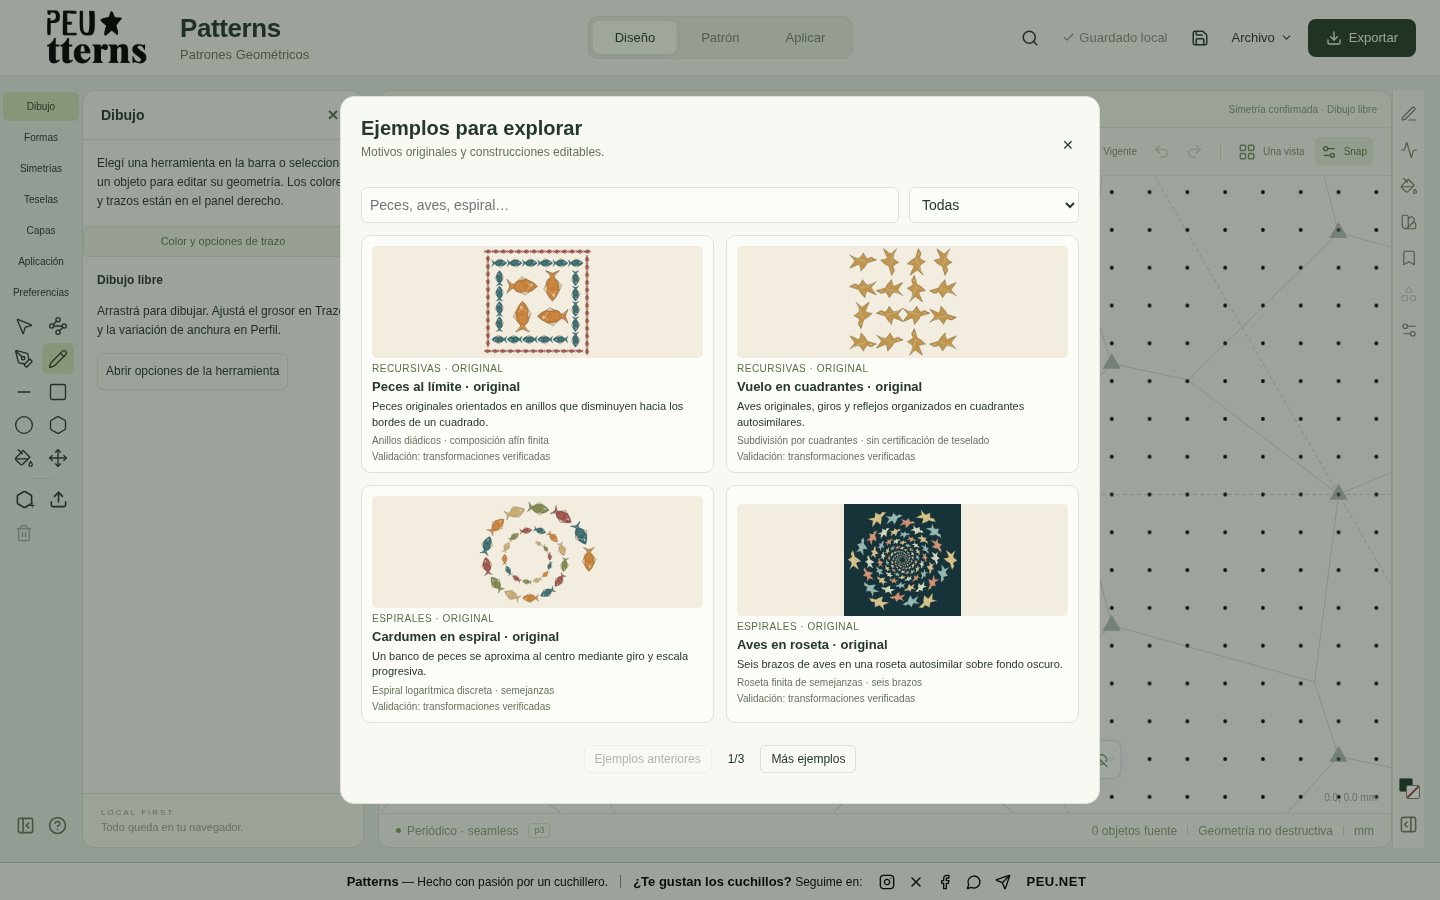 PEU★
tterns
Patterns
Patrones Geométricos
Diseño
Patrón
Aplicar
Guardado local
Archivo
Exportar
Dibujo
Formas
Simetrías
Teselas
Capas
Aplicación
Preferencias
Dibujo
Elegí una herramienta en la barra o seleccion
un objeto para editar su geometría. Los colore
y trazos están en el panel derecho.
Color y opciones de trazo
Dibujo libre
Arrastrá para dibujar. Ajustá el grosor en Traz
y la variación de anchura en Perfil.
Abrir opciones de la herramienta
LOCAL FIRST
Todo queda en tu navegador.
Simetría confirmada · Dibujo libre
Vigente
Una vista
Snap
Ejemplos para explorar
Motivos originales y construcciones editables.
Peces, aves, espiral…
Todas
RECURSIVAS · ORIGINAL
Peces al límite · original
Peces originales orientados en anillos que disminuyen hacia los
bordes de un cuadrado.
Anillos diádicos · composición afín finita
Validación: transformaciones verificadas
RECURSIVAS · ORIGINAL
Vuelo en cuadrantes · original
Aves originales, giros y reflejos organizados en cuadrantes
autosimilares.
Subdivisión por cuadrantes · sin certificación de teselado
Validación: transformaciones verificadas
ESPIRALES · ORIGINAL
Cardumen en espiral · original
Un banco de peces se aproxima al centro mediante giro y escala
progresiva.
Espiral logarítmica discreta · semejanzas
Validación: transformaciones verificadas
ESPIRALES · ORIGINAL
Aves en roseta · original
Seis brazos de aves en una roseta autosimilar sobre fondo oscuro.
Roseta finita de semejanzas · seis brazos
Validación: transformaciones verificadas
Ejemplos anteriores
1/3
Más ejemplos
0.0, 0.0 mm
Periódico · seamless
p3
0 objetos fuente
Geometría no destructiva
mm
Patterns — Hecho con pasión por un cuchillero.
¿Te gustan los cuchillos? Seguime en:
PEU.NET